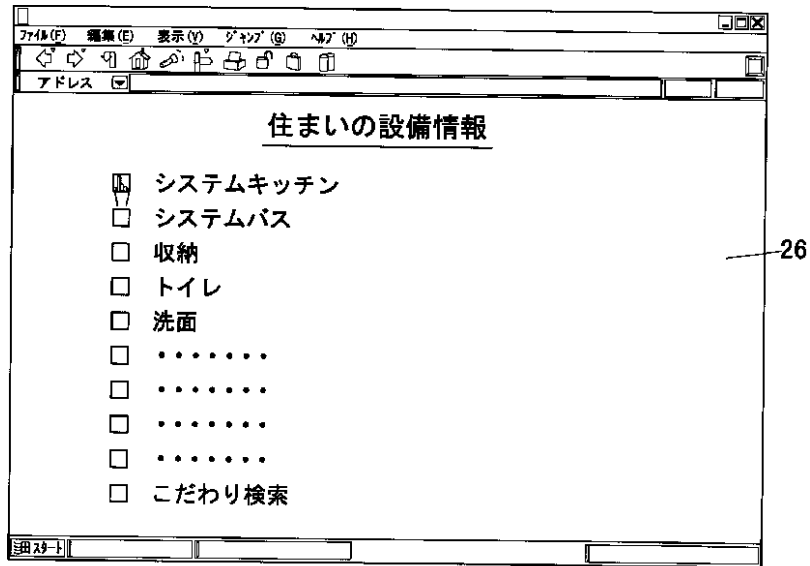 ファイル(F) 編集(E) 表示(V) ジャンプ(G) ヘルプ(H)
アドレス
住まいの設備情報
システムキッチン
システムバス
収納
トイレ
洗面
・・・・・・・
・・・・・・・
・・・・・・・
・・・・・・・
こだわり検索
26
スタート